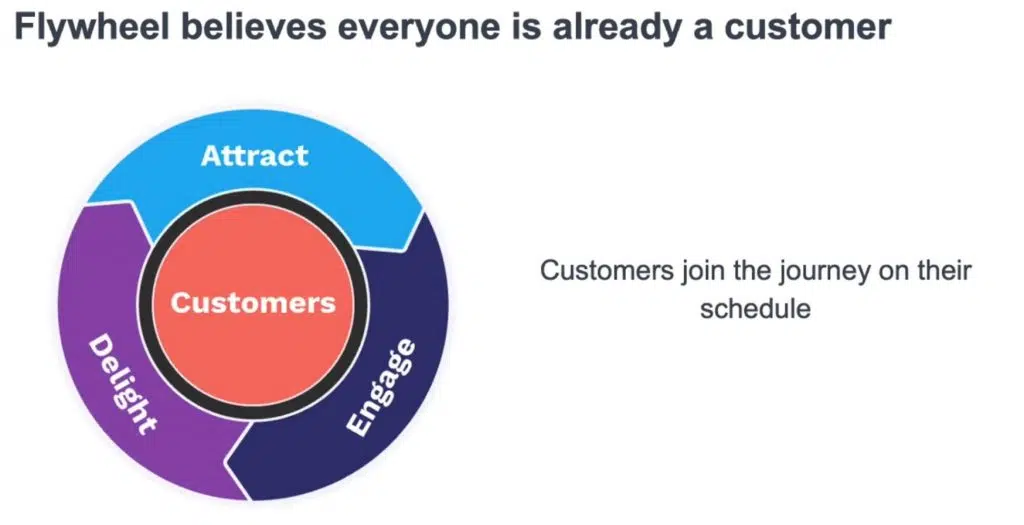 Flywheel believes everyone is already a customer
Attract
Customers
Delight
Engage
Customers join the journey on their
schedule